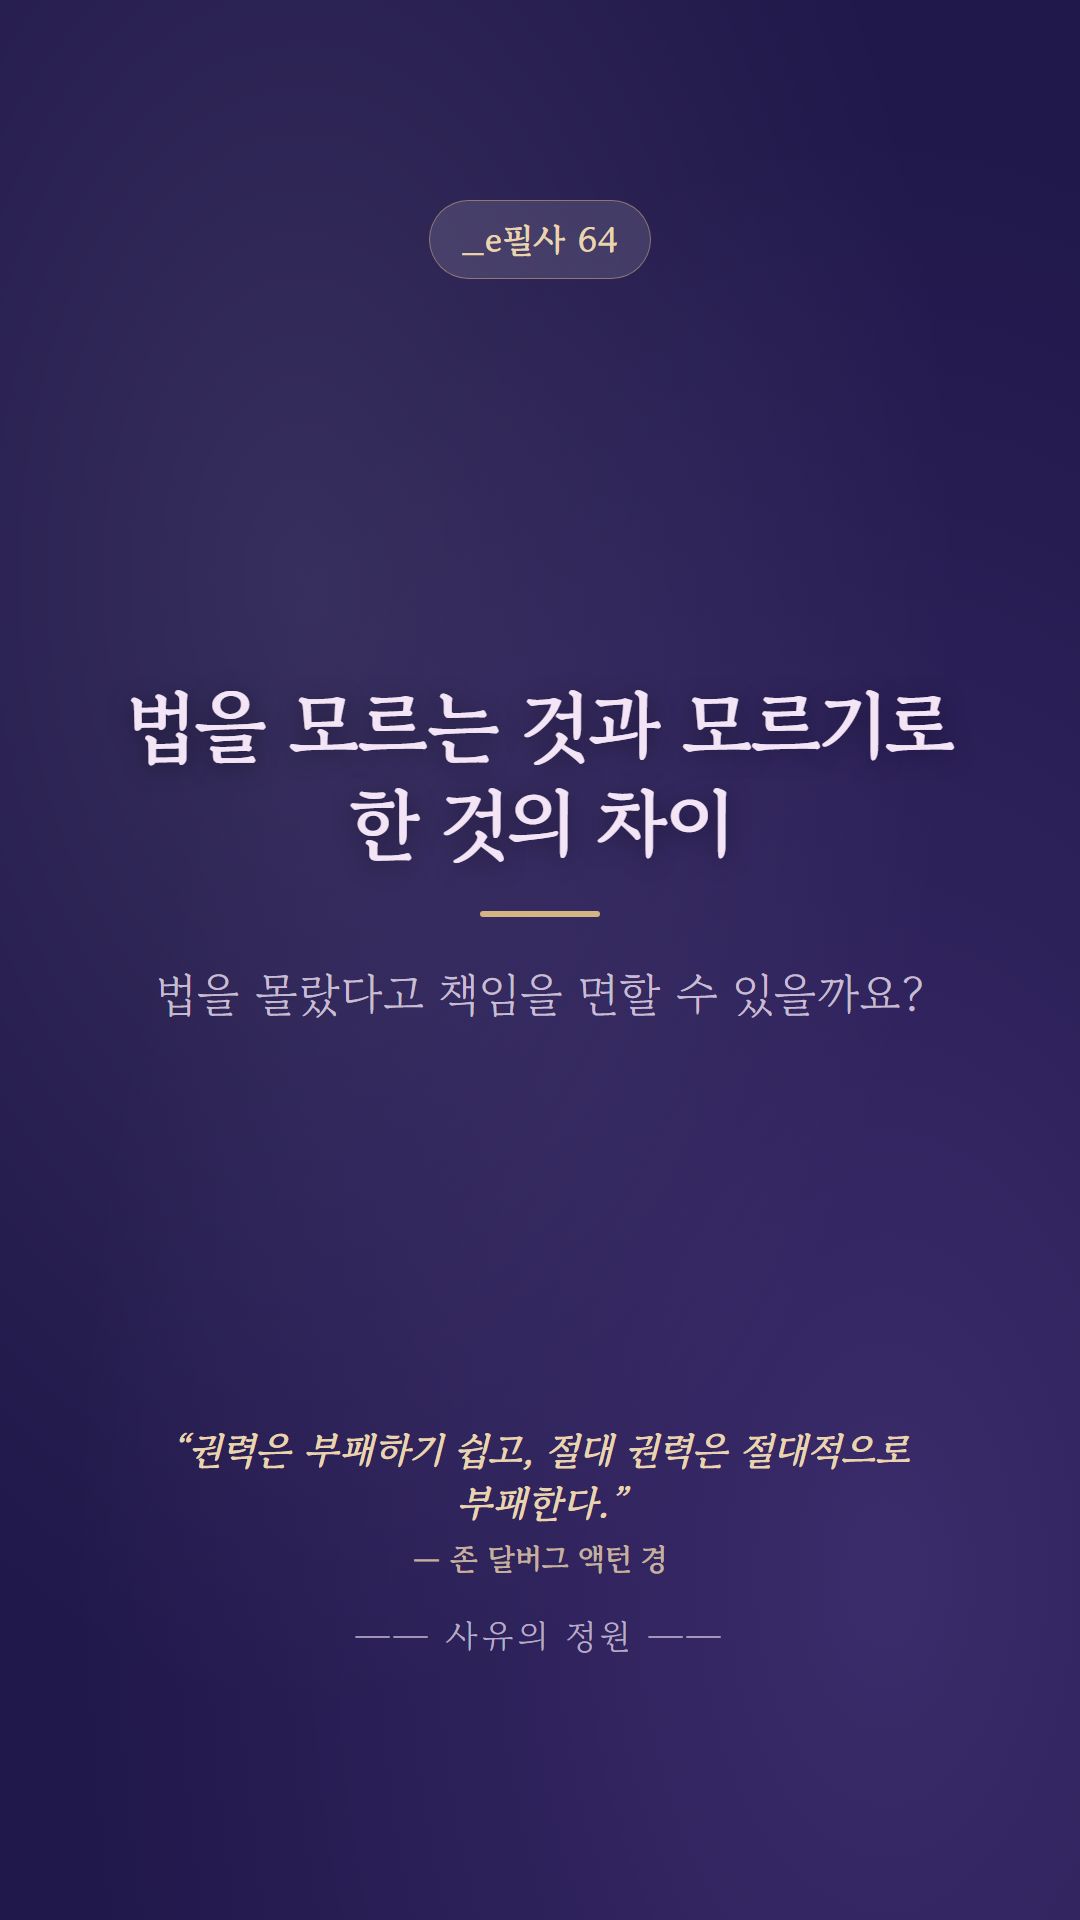 _e필사 64
법을 모르는 것과 모르기로
한 것의 차이
법을 몰랐다고 책임을 면할 수 있을까요?
“권력은 부패하기 쉽고, 절대 권력은 절대적으로
부패한다.”
— 존 달버그 액턴 경
—— 사유의 정원 ——